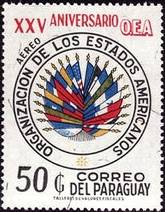 XXV ANIVERSARIO OEA
AEREO
ORGANIZACION DE LOS ESTADOS AMERICANOS
50 ₲ CORREO
DEL PARAGUAY
TALLERES DE VALORES FISCALES